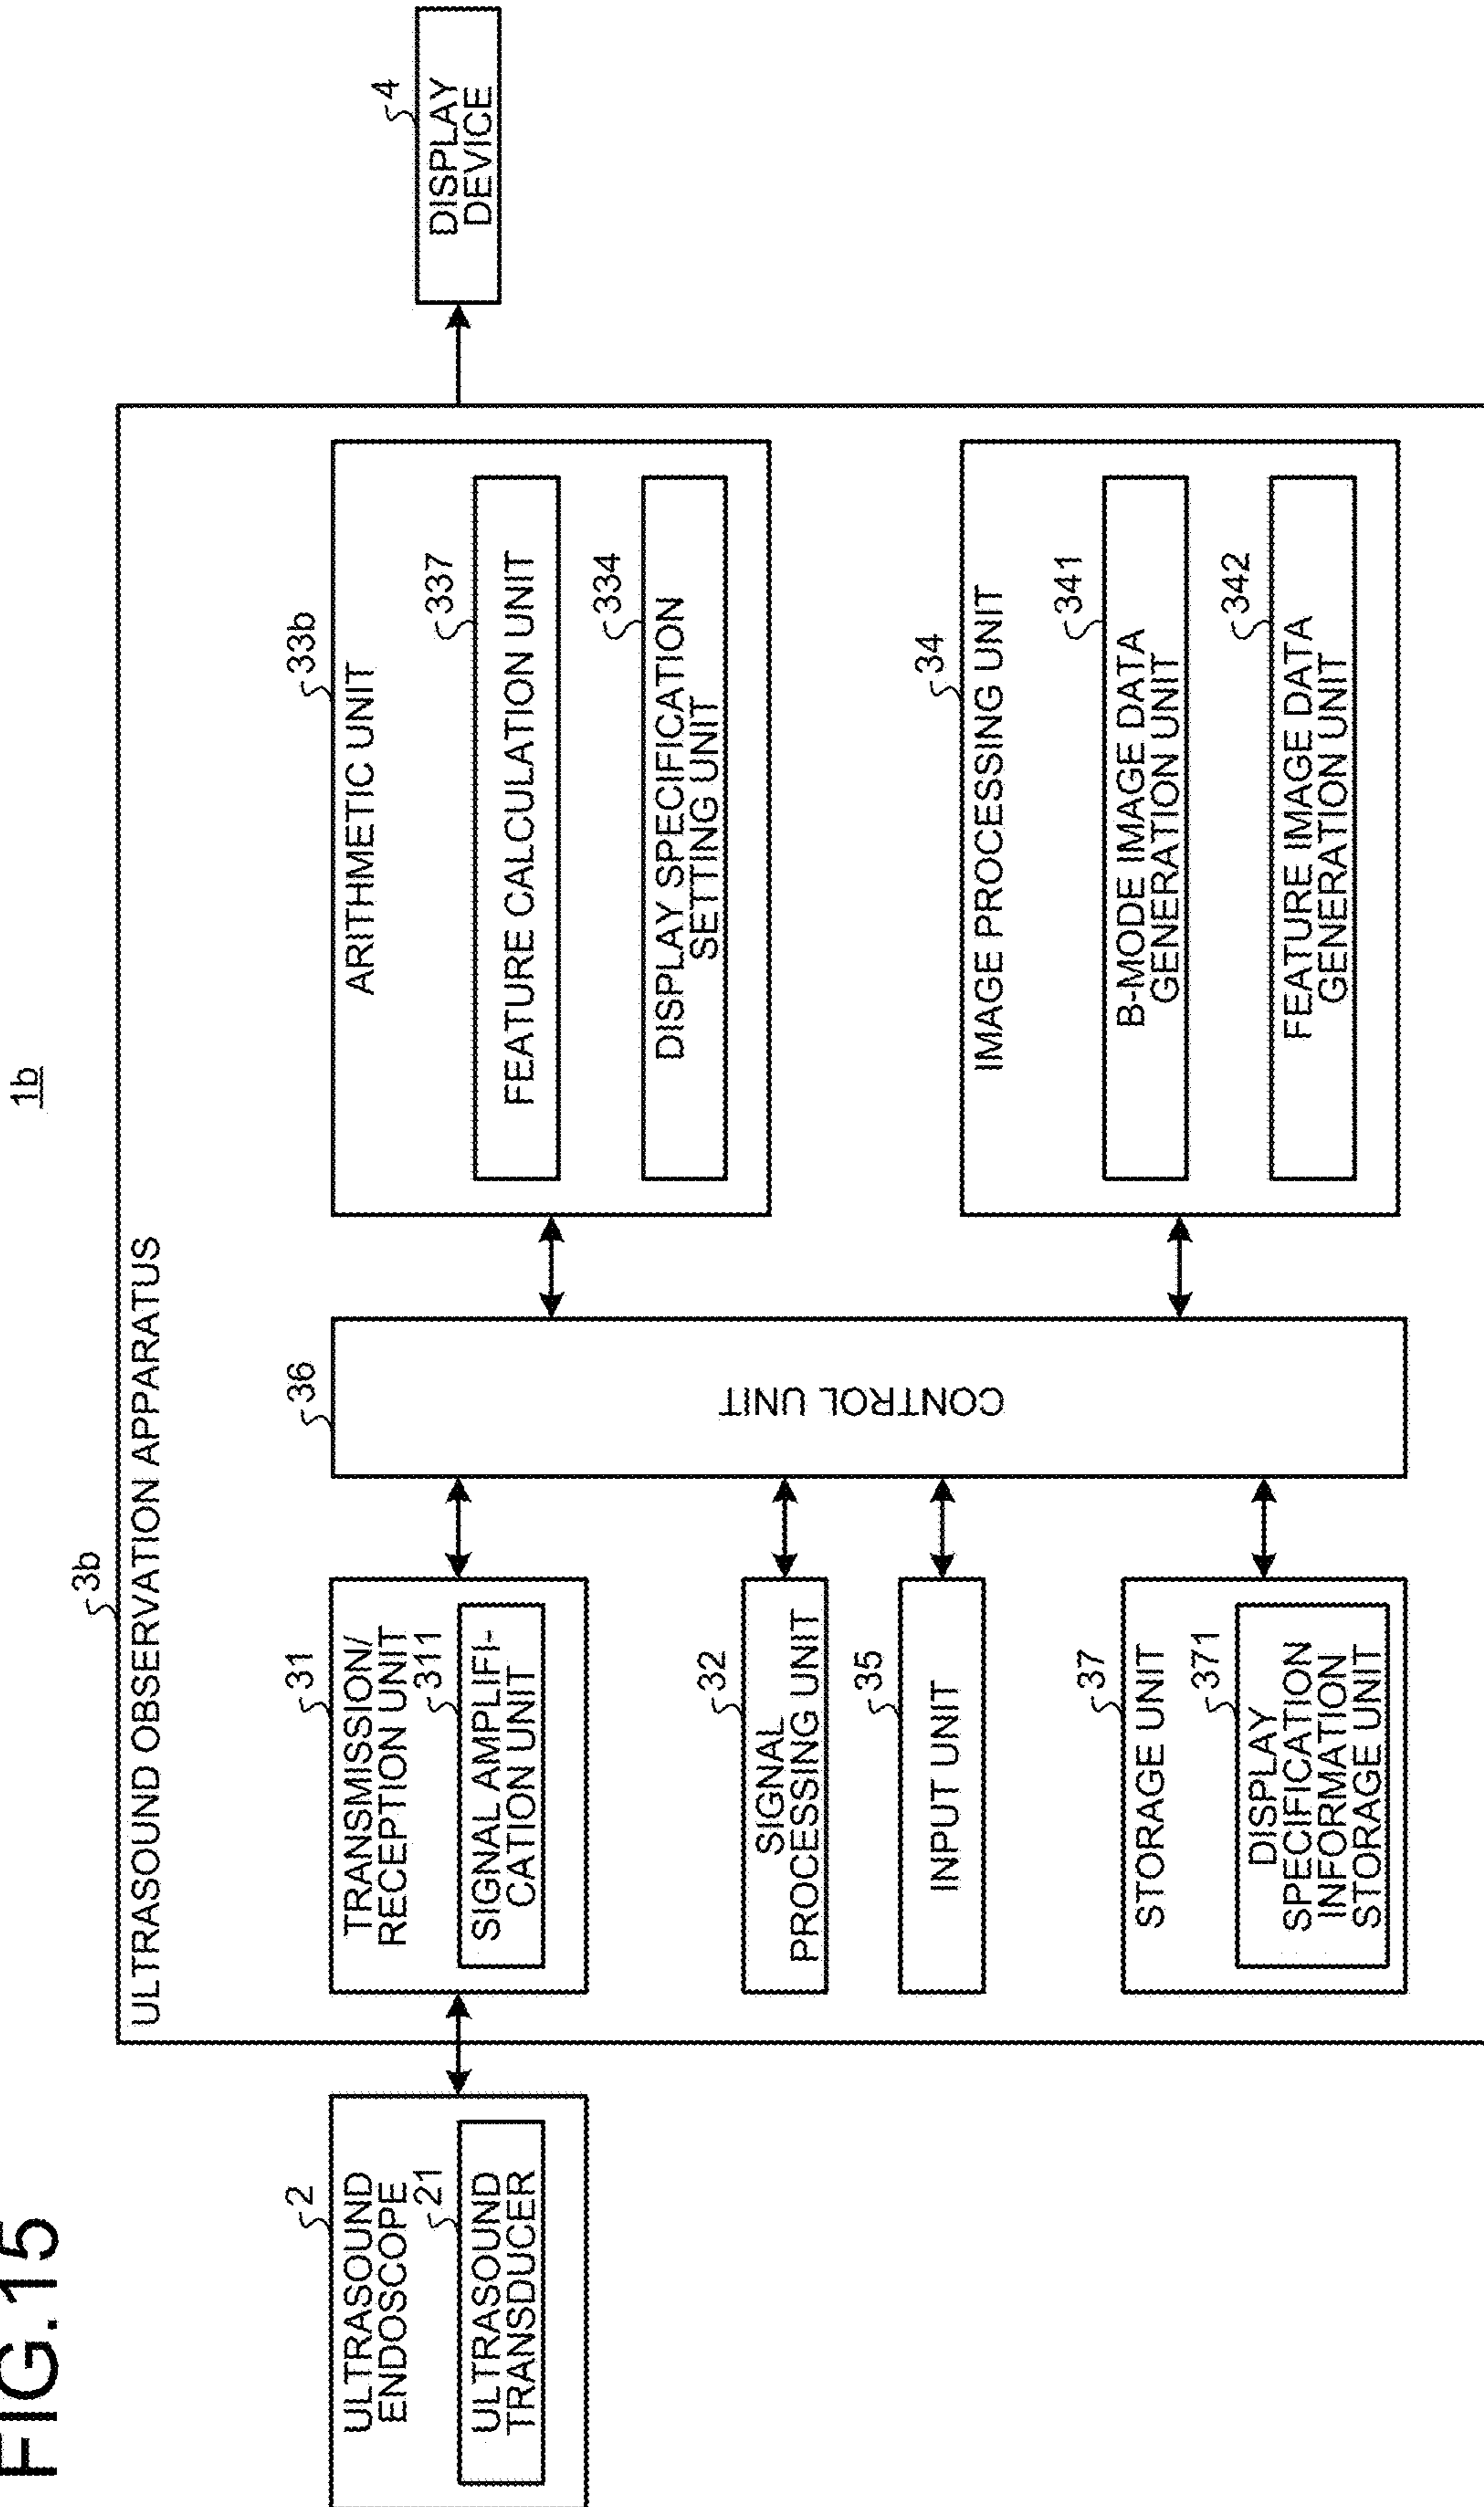 FIG.15
1b
3b
ULTRASOUND OBSERVATION APPARATUS
2
ULTRASOUND
ENDOSCOPE
21
ULTRASOUND
TRANSDUCER
31
TRANSMISSION/
RECEPTION UNIT
311
SIGNAL AMPLIFI-
CATION UNIT
32
SIGNAL
PROCESSING UNIT
35
INPUT UNIT
37
STORAGE UNIT
371
DISPLAY
SPECIFICATION
INFORMATION
STORAGE UNIT
36
CONTROL UNIT
33b
ARITHMETIC UNIT
337
FEATURE CALCULATION UNIT
334
DISPLAY SPECIFICATION
SETTING UNIT
34
IMAGE PROCESSING UNIT
341
B-MODE IMAGE DATA
GENERATION UNIT
342
FEATURE IMAGE DATA
GENERATION UNIT
4
DISPLAY
DEVICE